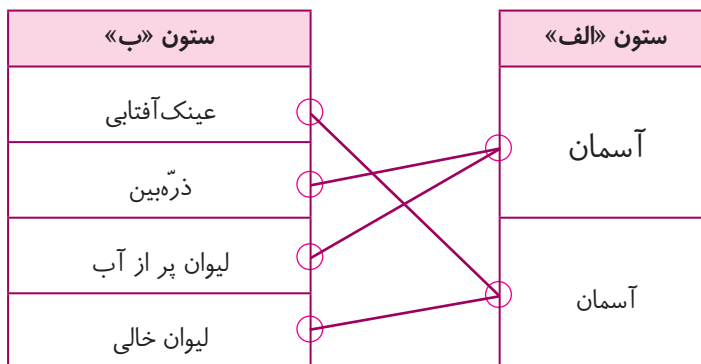 ستون «الف»
آسمان
آسمان
ستون «ب»
عینک‌آفتابی
ذرّه‌بین
لیوان پر از آب
لیوان خالی